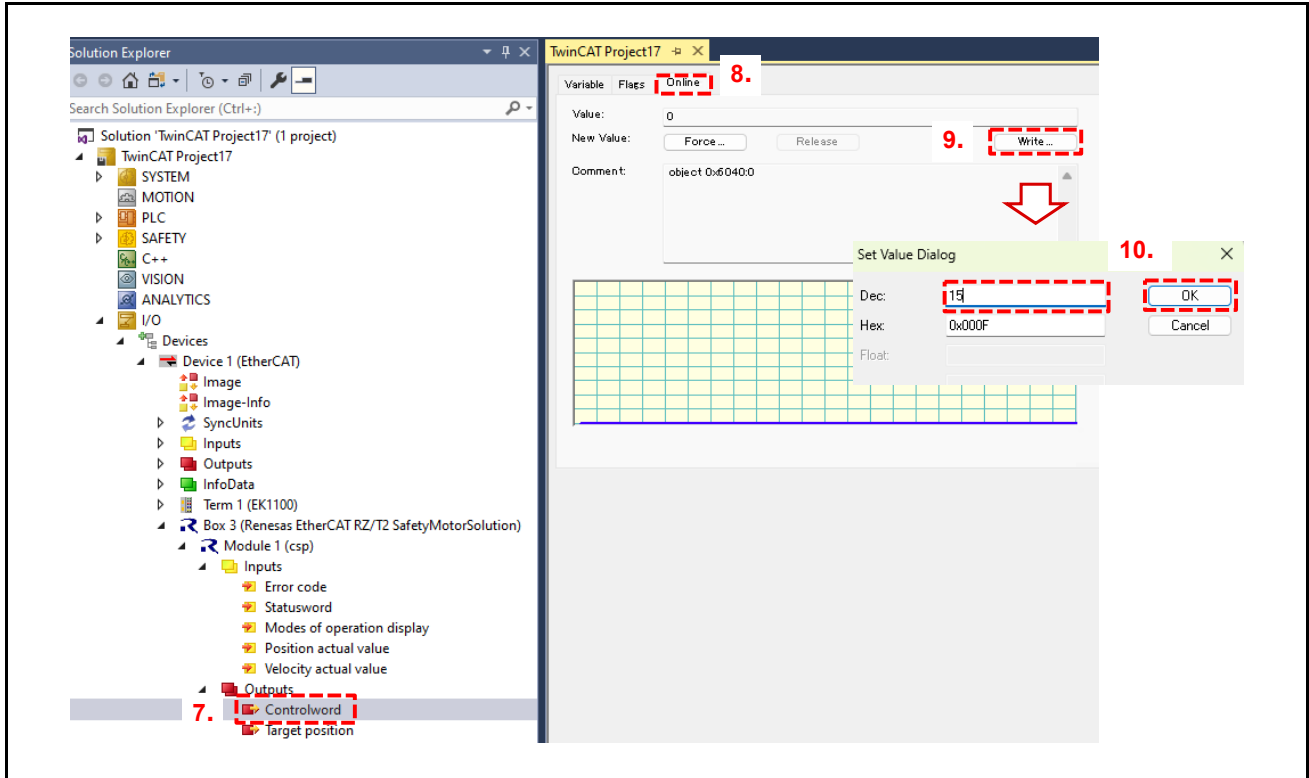 Solution Explorer
Search Solution Explorer (Ctrl+:)
Solution 'TwinCAT Project17' (1 project)
TwinCAT Project17
SYSTEM
MOTION
PLC
SAFETY
C++
VISION
ANALYTICS
I/O
Devices
Device 1 (EtherCAT)
Image
Image-Info
SyncUnits
Inputs
Outputs
InfoData
Term 1 (EK1100)
Box 3 (Renesas EtherCAT RZ/T2 SafetyMotorSolution)
Module 1 (csp)
Inputs
Error code
Statusword
Modes of operation display
Position actual value
Velocity actual value
Outputs
7. Controlword
Target position
TwinCAT Project17
Variable Flags Online 8.
Value: 0
New Value: Force... Release 9. Write...
Comment: object 0x6040:0
Set Value Dialog 10.
Dec: 15 OK
Hex: 0x000F Cancel
Float: